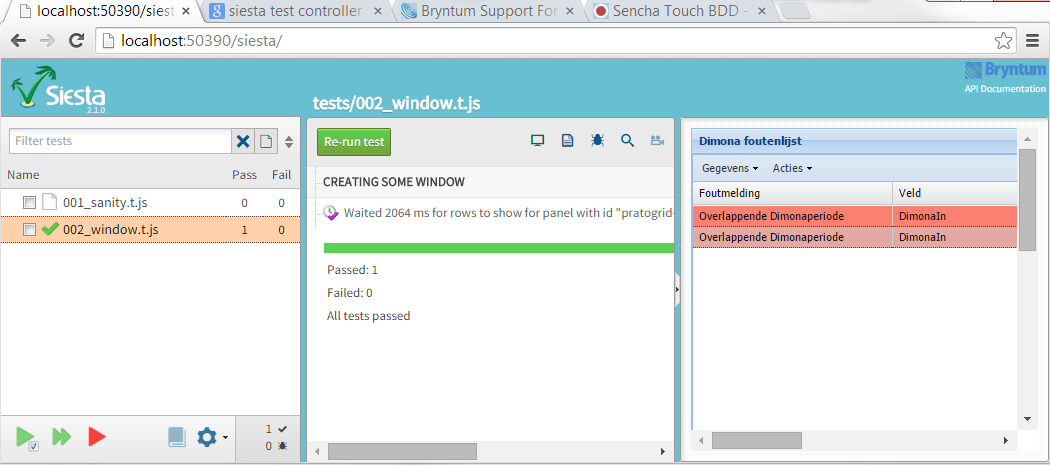 localhost:50390/siest
siesta test controller
Bryntum Support For
Sencha Touch BDD -
localhost:50390/siesta/
Siesta
2.1.0
tests/002_window.t.js
Bryntum
API Documentation
Filter tests
Name Pass Fail
001_sanity.t.js 0 0
002_window.t.js 1 0
1
0
Re-run test
CREATING SOME WINDOW
Waited 2064 ms for rows to show for panel with id "pratogrid-
Passed: 1
Failed: 0
All tests passed
Dimona foutenlijst
Gegevens Acties
Foutmelding Veld
Overlappende Dimonaperiode DimonaIn
Overlappende Dimonaperiode DimonaIn